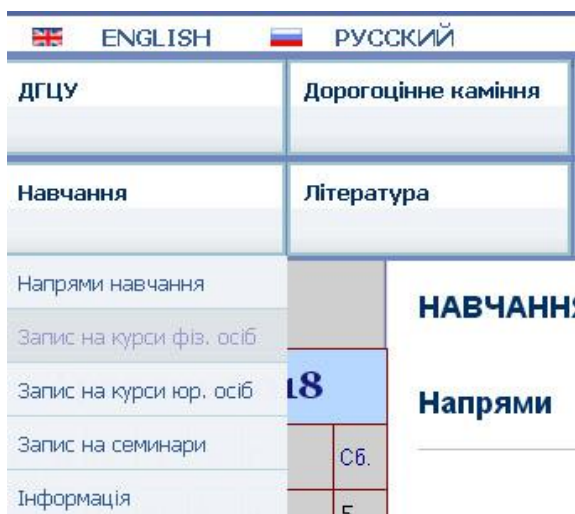 ENGLISH РУССКИЙ
ДГЦУ Дорогоцінне каміння
Навчання Література
Напрями навчання
НАВЧАННЯ
Запис на курси фіз. осіб
Запис на курси юр. осіб 18
Напрями
Запис на семинари Сб.
Інформація